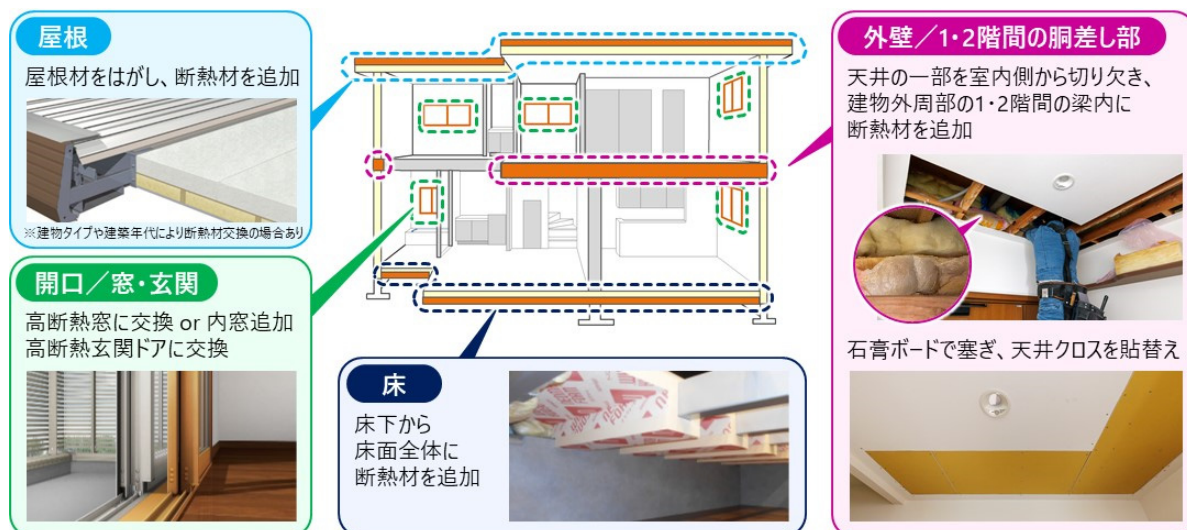 屋根
屋根材をはがし、断熱材を追加
※建物タイプや建築年代により断熱材交換の場合あり
開口／窓・玄関
高断熱窓に交換 or 内窓追加
高断熱玄関ドアに交換
床
床下から
床面全体に
断熱材を追加
外壁／1・2階間の胴差し部
天井の一部を室内側から切り欠き、
建物外周部の1・2階間の梁内に
断熱材を追加
石膏ボードで塞ぎ、天井クロスを貼替え